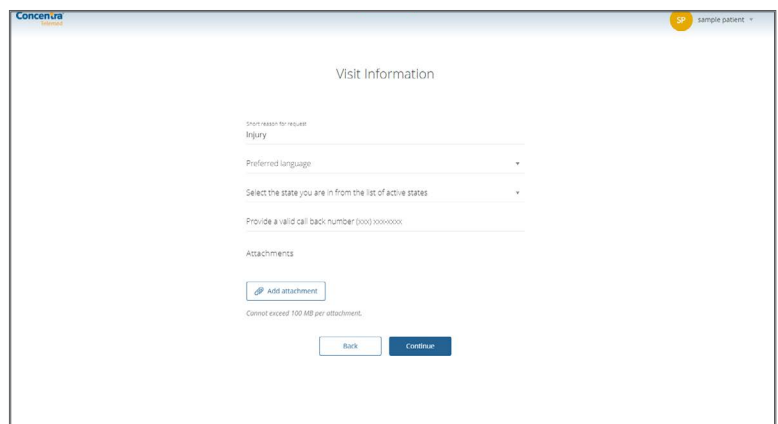 Concentra
telemed
SP sample patient
Visit Information
Short reason for request
Injury
Preferred language
Select the state you are in from the list of active states
Provide a valid call back number (xxx) xxx-xxxx
Attachments
Add attachment
Cannot exceed 100 MB per attachment.
Back Continue